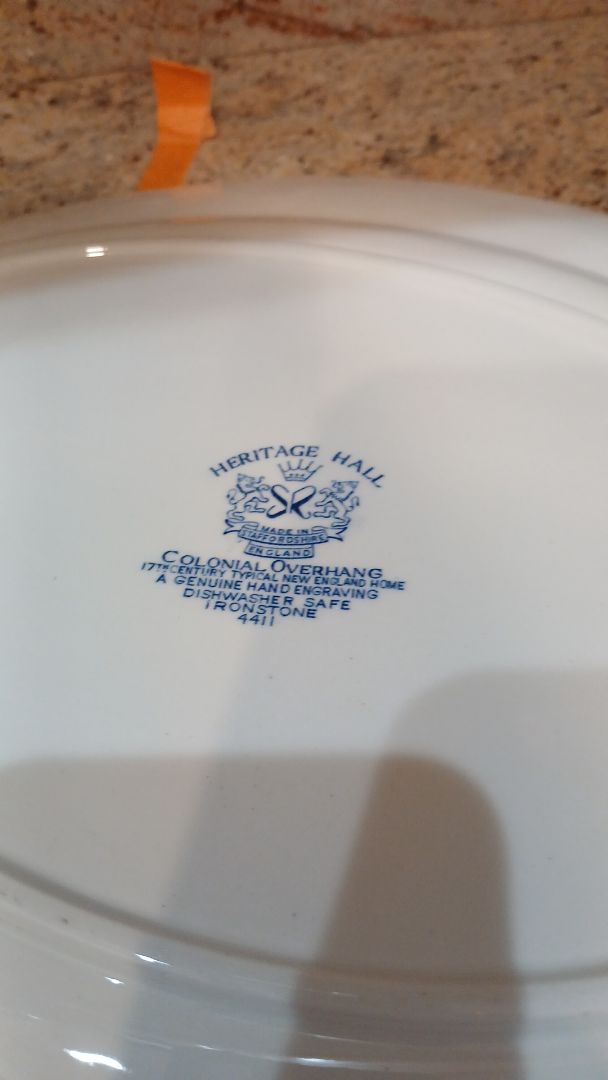 HERITAGE HALL
SR
MADE IN
STAFFORDSHIRE
ENGLAND
COLONIAL OVERHANG
17TH CENTURY TYPICAL NEW ENGLAND HOME
A GENUINE HAND ENGRAVING
DISHWASHER SAFE
IRONSTONE
4411